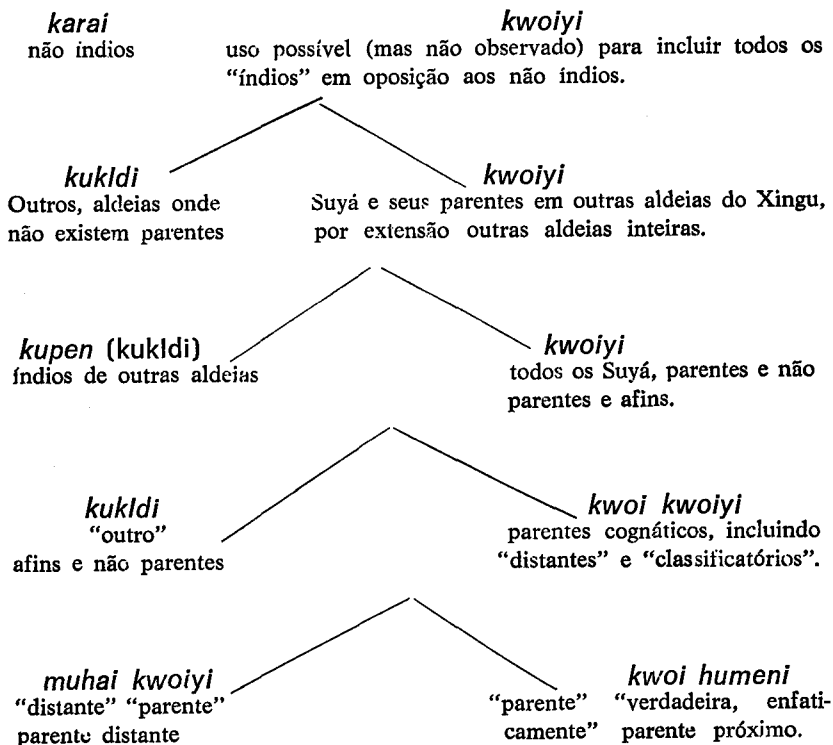 karai
não índios
kwoiyi
uso possível (mas não observado) para incluir todos os
“índios” em oposição aos não índios.
kukIdi
Outros, aldeias onde
não existem parentes
kwoiyi
Suyá e seus parentes em outras aldeias do Xingu,
por extensão outras aldeias inteiras.
kupen (kukIdi)
índios de outras aldeias
kwoiyi
todos os Suyá, parentes e não
parentes e afins.
kukIdi
“outro”
afins e não parentes
kwoi kwoiyi
parentes cognáticos, incluindo
“distantes” e “classificatórios”.
muhai kwoiyi
“distante” “parente”
parente distante
kwoi humeni
“parente” “verdadeira, enfati-
camente” parente próximo.